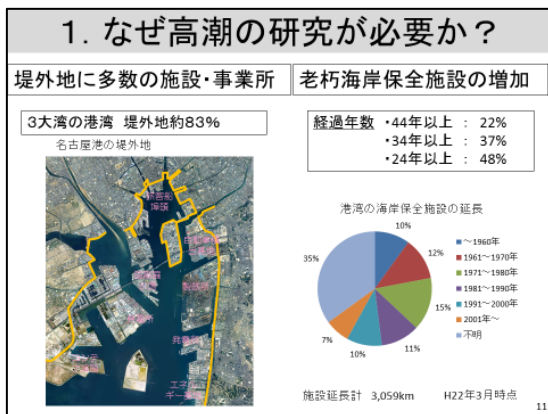 1. なぜ高潮の研究が必要か？
堤外地に多数の施設・事業所
老朽海岸保全施設の増加
3大湾の港湾 堤外地約83%
名古屋港の堤外地
経過年数 ・44年以上 ： 22%
・34年以上 ： 37%
・24年以上 ： 48%
港湾の海岸保全施設の延長
10%
12%
15%
11%
10%
7%
35%
～1960年
1961～1970年
1971～1980年
1981～1990年
1991～2000年
2001年～
不明
埠頭
エネル
ギー
施設延長計 3,059km H22年3月時点
11